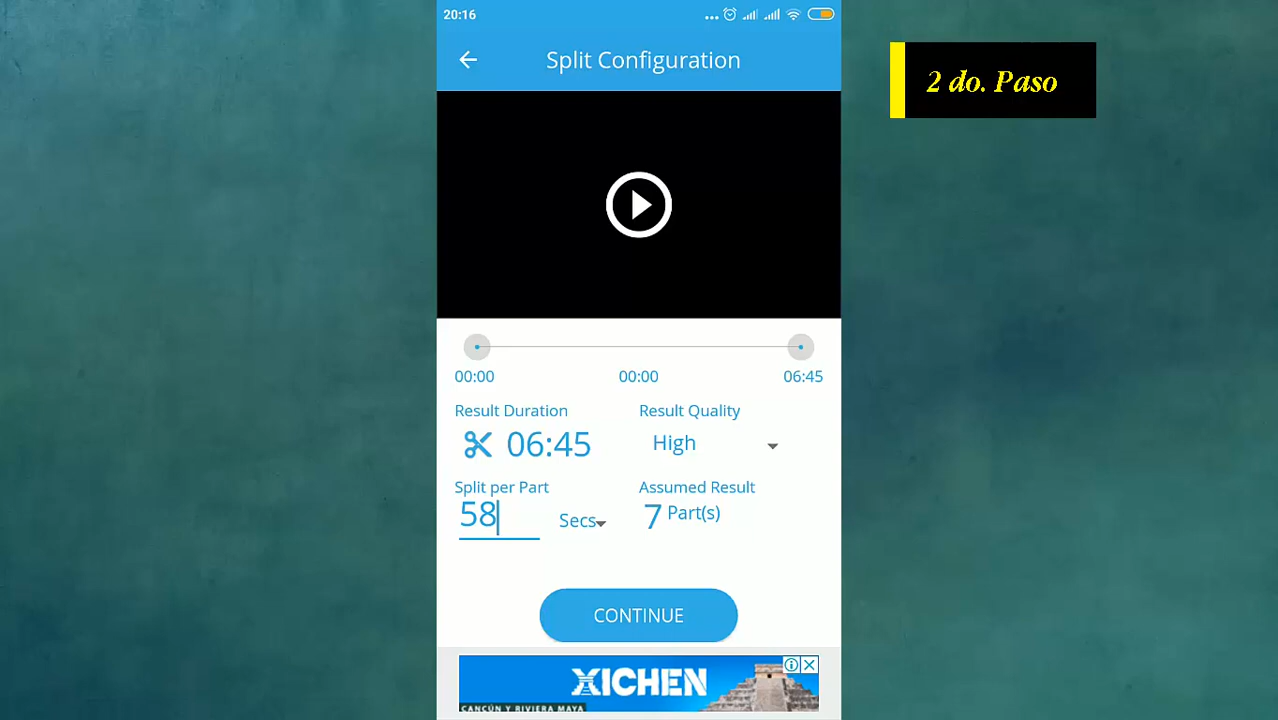 20:16
Split Configuration
2 do. Paso
00:00 00:00 06:45
Result Duration Result Quality
06:45 High
Split per Part Assumed Result
58 Secs 7 Part(s)
CONTINUE
XICHEN
CANCÚN Y RIVIERA MAYA